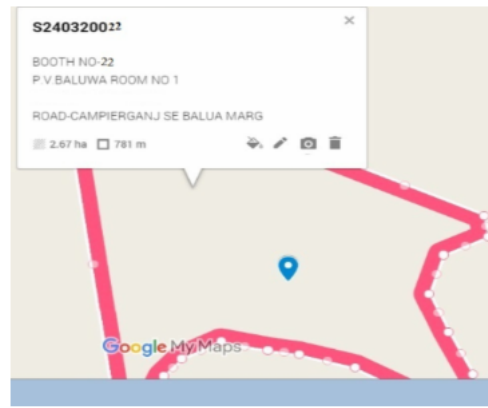 S240320022
BOOTH NO-22
P.V.BALUWA ROOM NO 1
ROAD-CAMPIERGANJ SE BALUA MARG
2.67 ha 781 m
Google My Maps